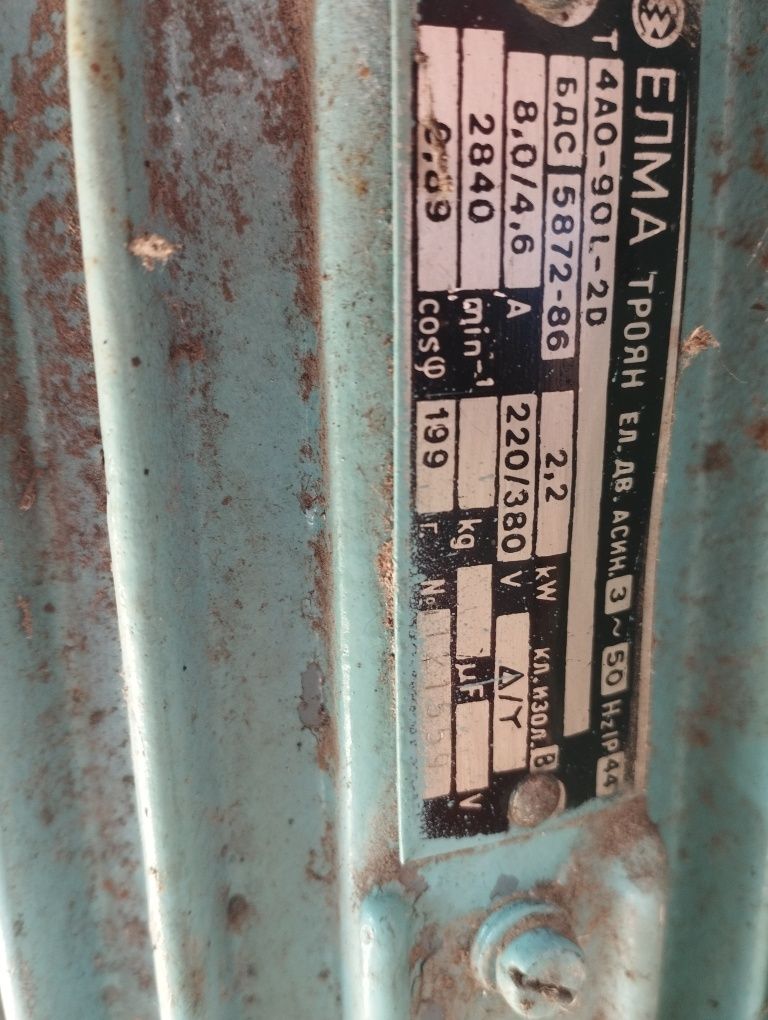 ЕЛМА ТРОЯН ЕЛ. ДВ. АСИН. 3 ~ 50 Hz IP 44
Т 4АО-90L-2D
БДС 5872-86 2,2 kW КЛ. ИЗОЛ. B
8,0/4,6 A 220/380 V Δ/Y
2840 min-1 kg µF V
cosφ 199 г. №